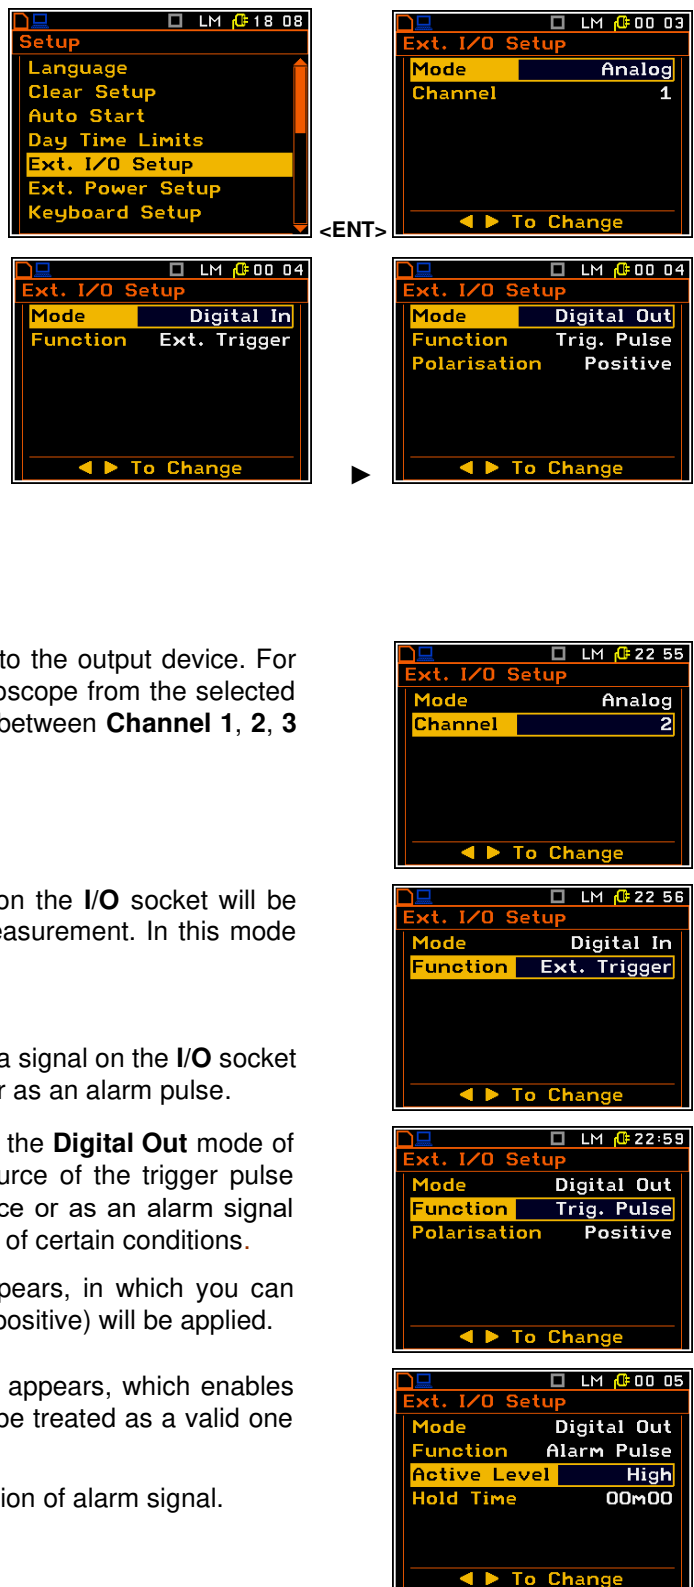 LM 18 08
Setup
Language
Clear Setup
Auto Start
Day Time Limits
Ext. I/O Setup
Ext. Power Setup
Keyboard Setup
<ENT>
LM 00 03
Ext. I/O Setup
Mode Analog
Channel 1
◄ ► To Change
LM 00 04
Ext. I/O Setup
Mode Digital In
Function Ext. Trigger
◄ ► To Change
►
LM 00 04
Ext. I/O Setup
Mode Digital Out
Function Trig. Pulse
Polarisation Positive
◄ ► To Change
to the output device. For
oscope from the selected
between Channel 1, 2, 3
LM 22 55
Ext. I/O Setup
Mode Analog
Channel 2
◄ ► To Change
on the I/O socket will be
easurement. In this mode
LM 22 56
Ext. I/O Setup
Mode Digital In
Function Ext. Trigger
◄ ► To Change
a signal on the I/O socket
r as an alarm pulse.
the Digital Out mode of
urce of the trigger pulse
ce or as an alarm signal
of certain conditions.
LM 22:59
Ext. I/O Setup
Mode Digital Out
Function Trig. Pulse
Polarisation Positive
◄ ► To Change
pears, in which you can
positive) will be applied.
appears, which enables
be treated as a valid one
tion of alarm signal.
LM 00 05
Ext. I/O Setup
Mode Digital Out
Function Alarm Pulse
Active Level High
Hold Time 00m00
◄ ► To Change